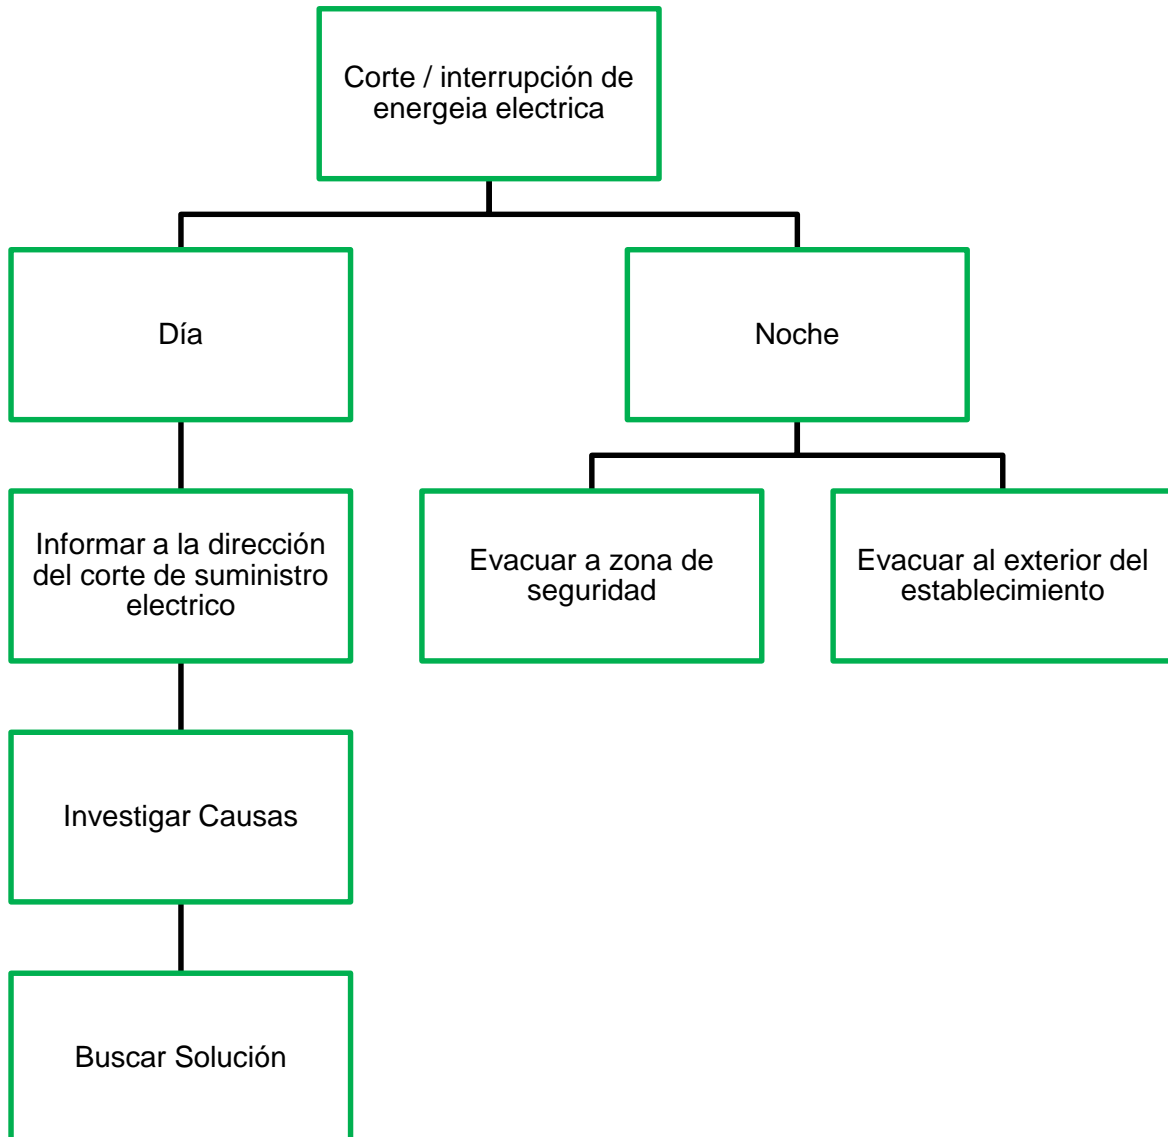 Corte / interrupción de
energeia electrica
Día
Noche
Informar a la dirección
del corte de suministro
electrico
Evacuar a zona de
seguridad
Evacuar al exterior del
establecimiento
Investigar Causas
Buscar Solución